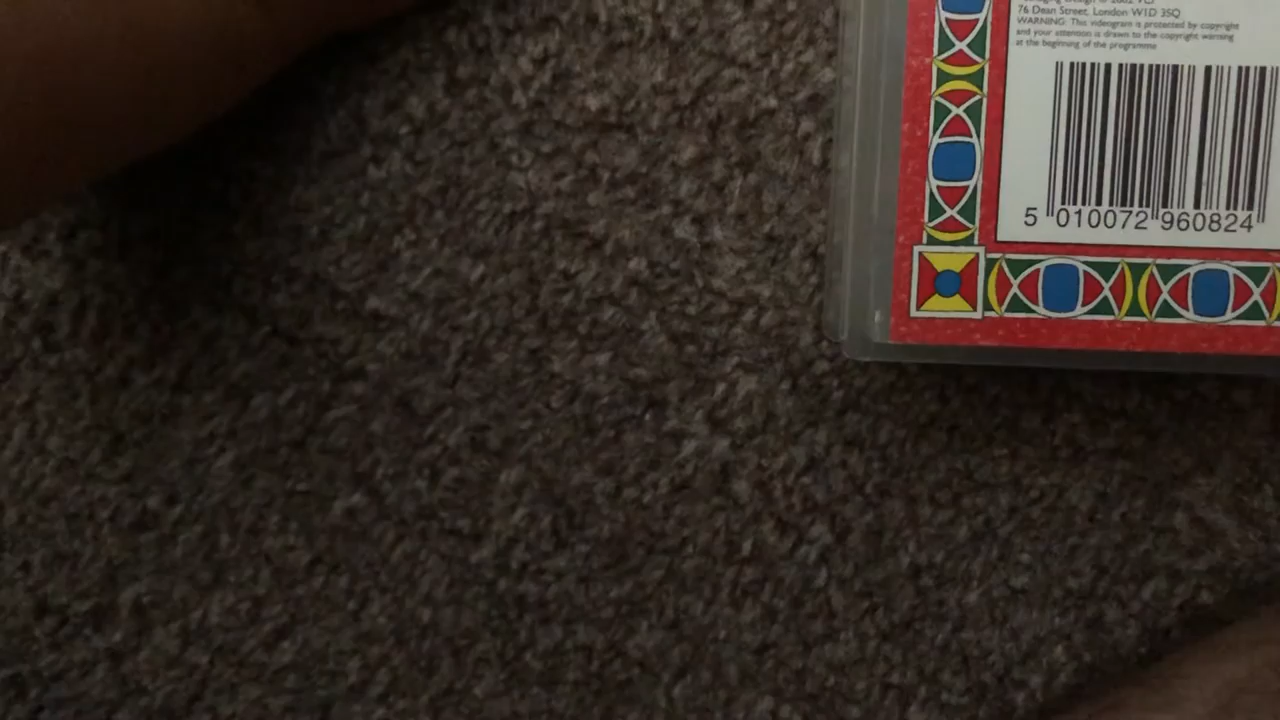 76 Dean Street, London W1D 3SQ
WARNING: This videogram is protected by copyright
and your attention is drawn to the copyright warning
at the beginning of the programme
5 010072 960824